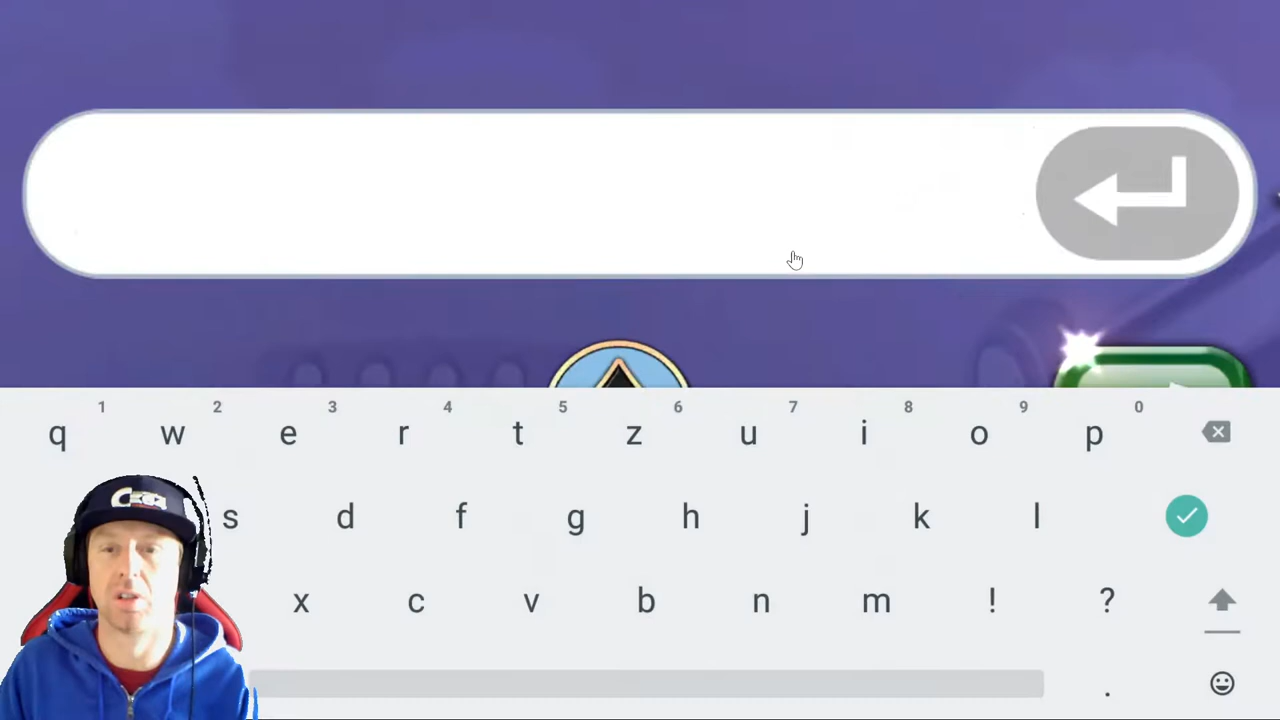 1 2 3 4 5 6 7 8 9 0
q w e r t z u i o p
s d f g h j k l
x c v b n m ! ?
.